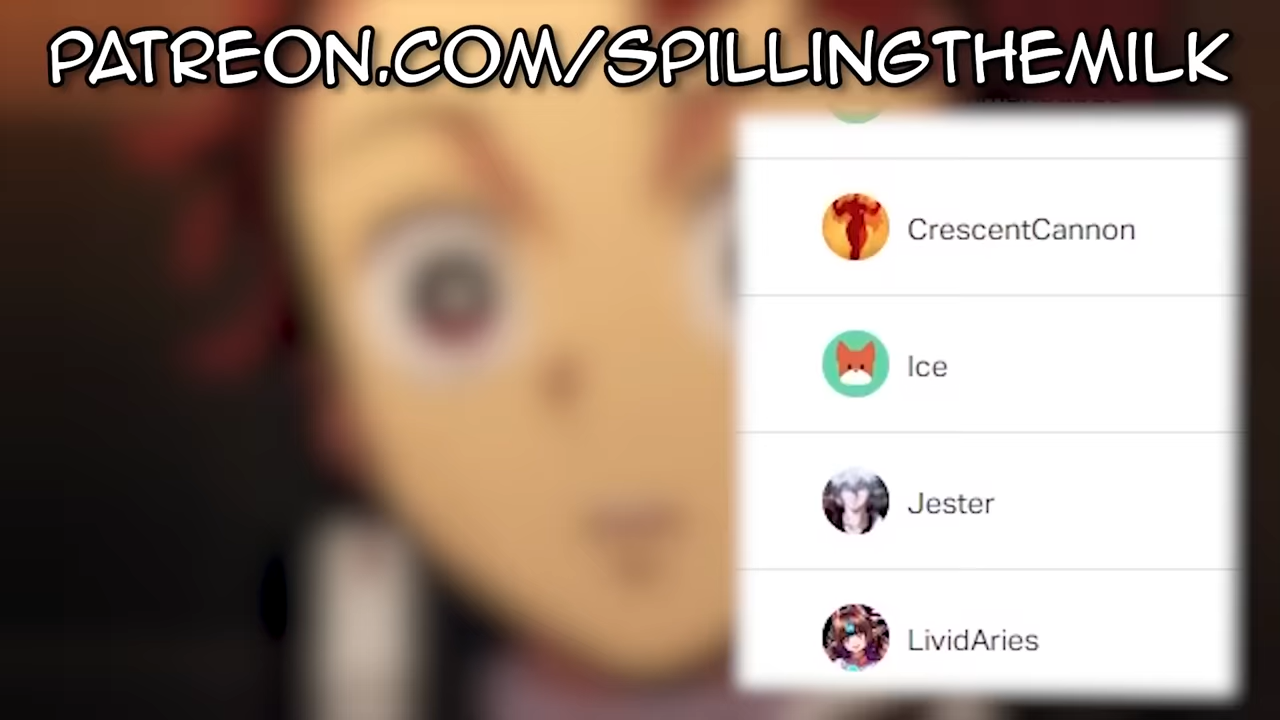 PATREON.COM/SPILLINGTHEMILK
CrescentCannon
Ice
Jester
LividAries